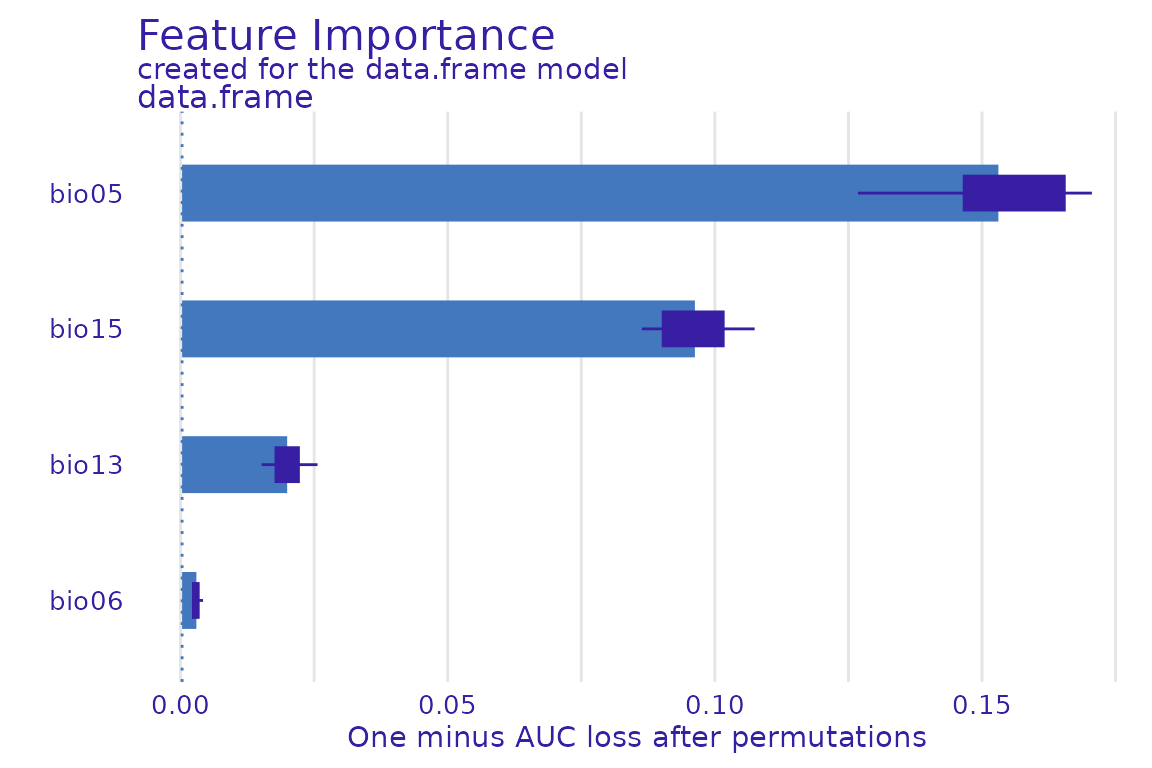 Feature Importance
created for the data.frame model
data.frame
bio05
bio15
bio13
bio06
0.00 0.05 0.10 0.15
One minus AUC loss after permutations